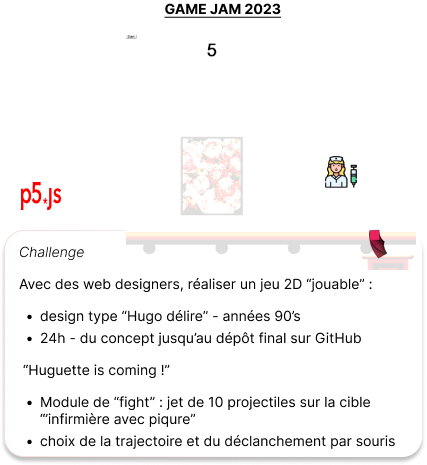 GAME JAM 2023
5
p5.js
Challenge
Avec des web designers, réaliser un jeu 2D “jouable” :
• design type “Hugo délire” - années 90’s
• 24h - du concept jusqu’au dépôt final sur GitHub
“Huguette is coming !”
• Module de “fight” : jet de 10 projectiles sur la cible
“’infirmière avec piqure”
• choix de la trajectoire et du déclanchement par souris